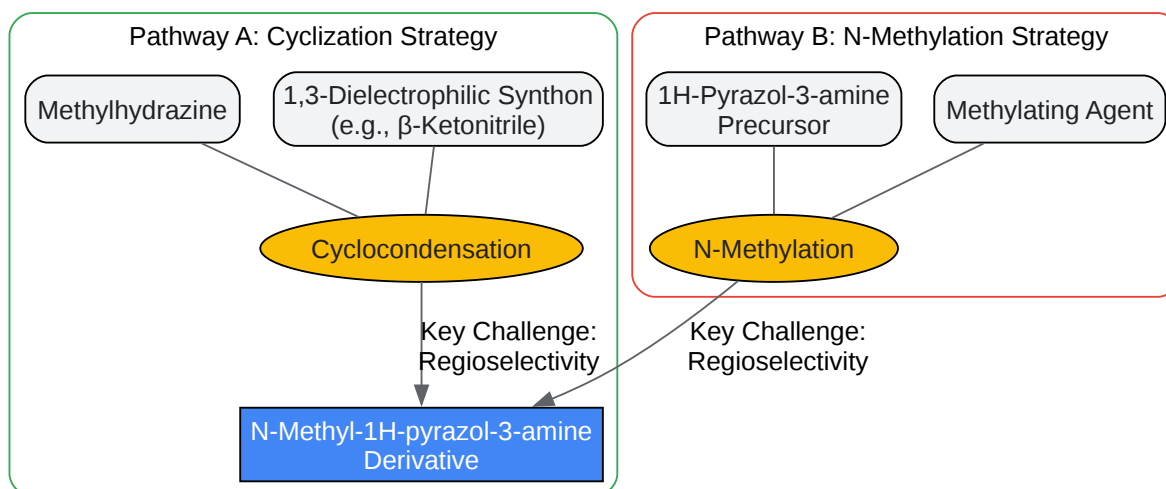 Pathway A: Cyclization Strategy
Methylhydrazine
1,3-Dielectrophilic Synthon
(e.g., β-Ketonitrile)
Cyclocondensation
Key Challenge:
Regioselectivity
Pathway B: N-Methylation Strategy
1H-Pyrazol-3-amine
Precursor
Methylating Agent
N-Methylation
Key Challenge:
Regioselectivity
N-Methyl-1H-pyrazol-3-amine
Derivative